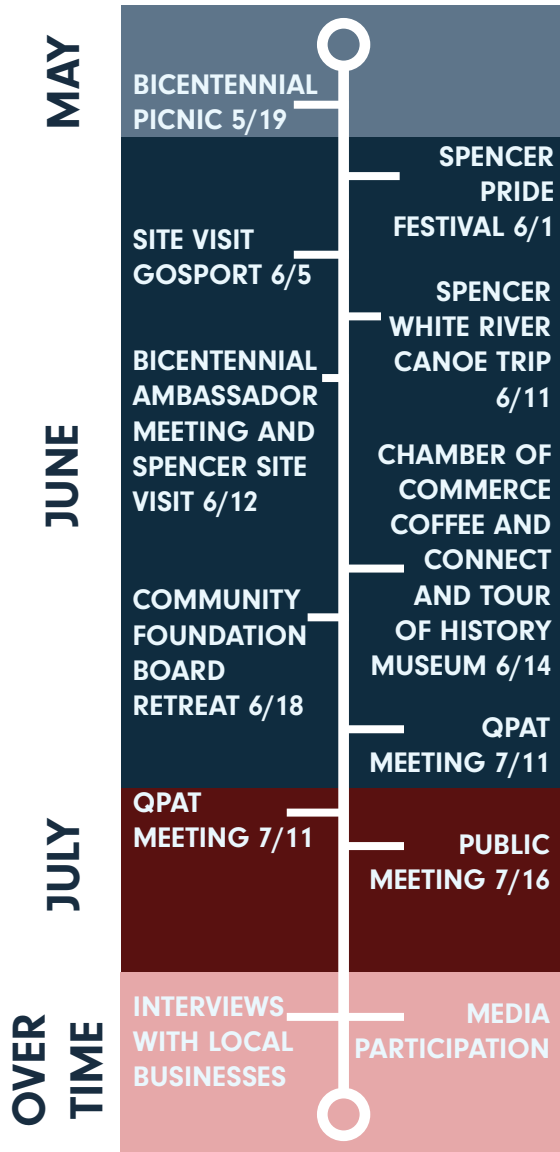 MAY
BICENTENNIAL
PICNIC 5/19
JUNE
SPENCER
PRIDE
FESTIVAL 6/1
SITE VISIT
GOSPORT 6/5
SPENCER
WHITE RIVER
CANOE TRIP
6/11
BICENTENNIAL
AMBASSADOR
MEETING AND
SPENCER SITE
VISIT 6/12
CHAMBER OF
COMMERCE
COFFEE AND
CONNECT
AND TOUR
OF HISTORY
MUSEUM 6/14
COMMUNITY
FOUNDATION
BOARD
RETREAT 6/18
QPAT
MEETING 7/11
JULY
QPAT
MEETING 7/11
PUBLIC
MEETING 7/16
OVER
TIME
INTERVIEWS
WITH LOCAL
BUSINESSES
MEDIA
PARTICIPATION